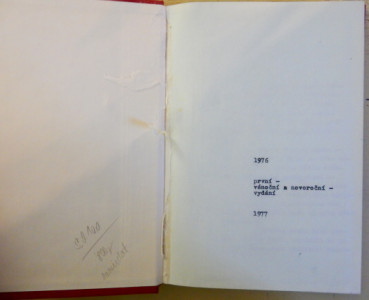 1976
první -
vánoční a novoroční -
vydání
1977